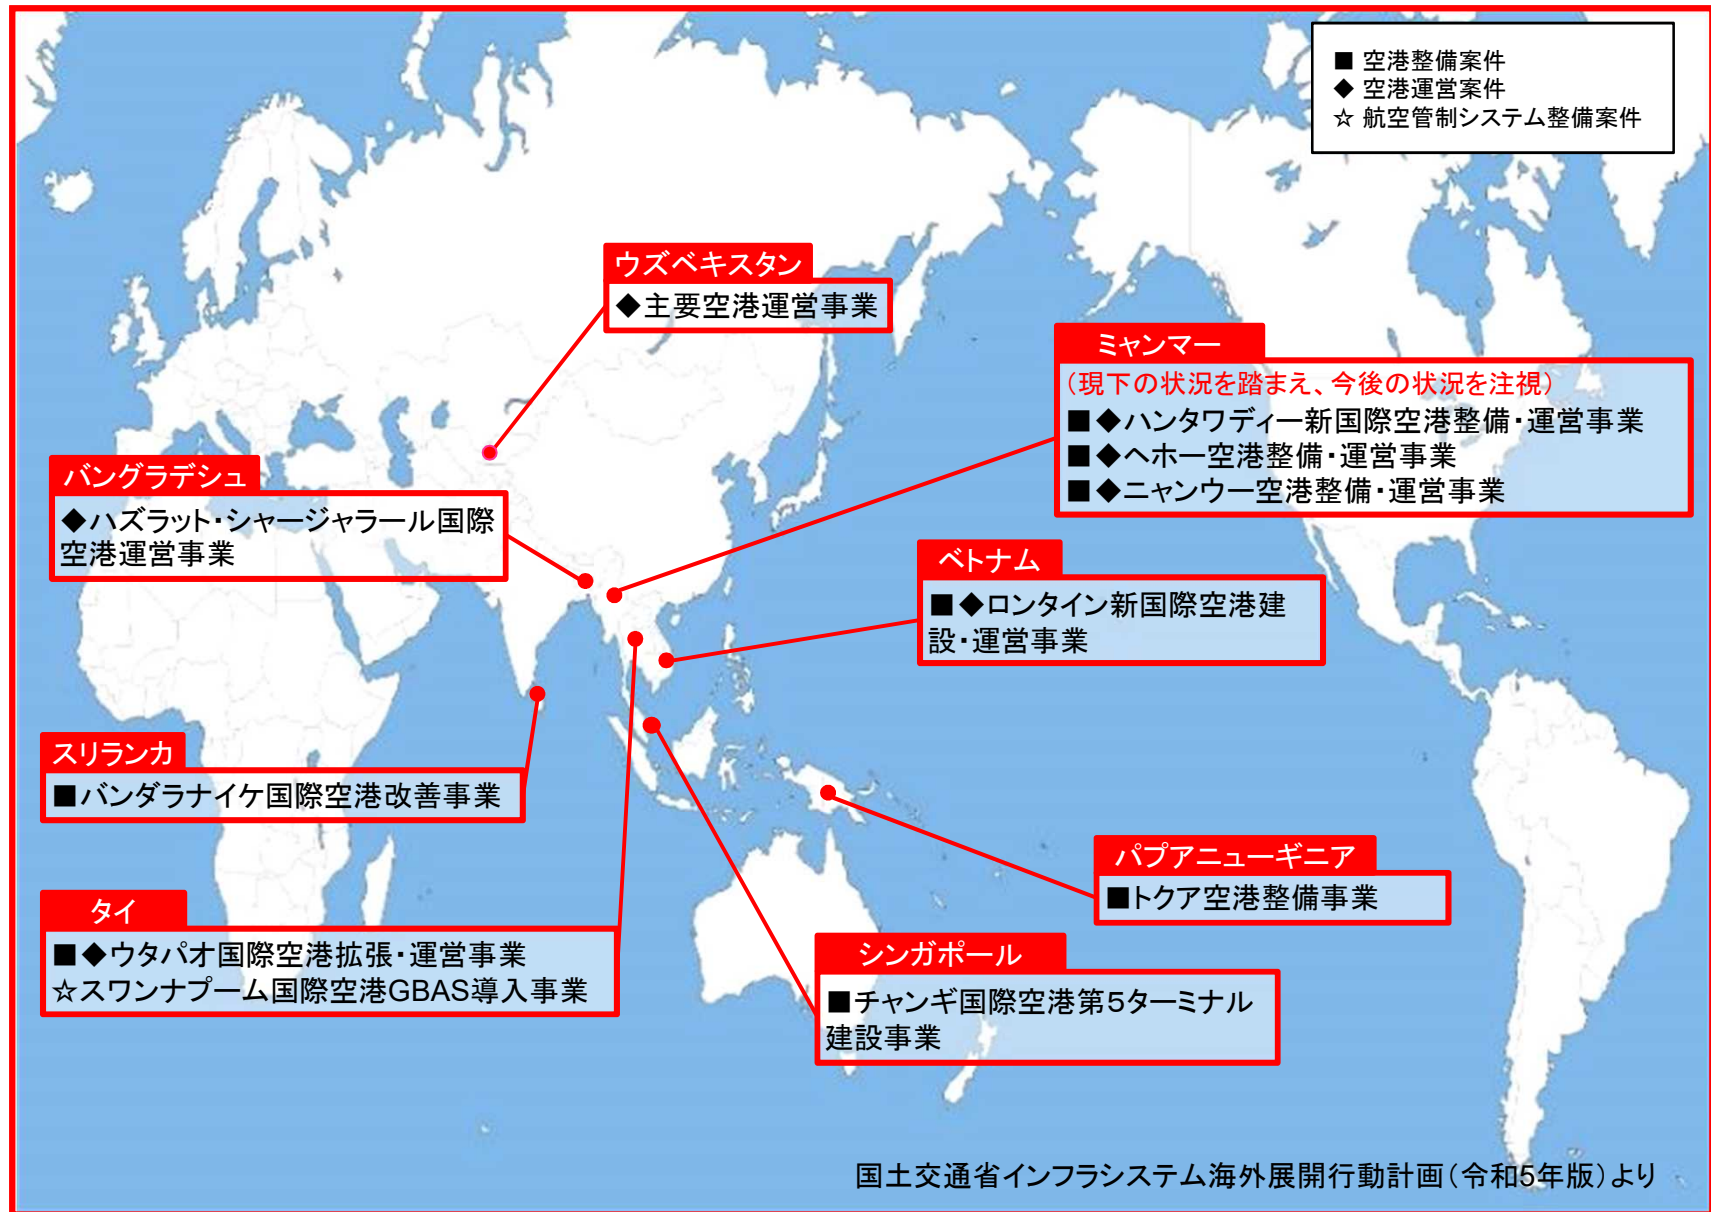 ■ 空港整備案件
◆ 空港運営案件
☆ 航空管制システム整備案件
ウズベキスタン
◆主要空港運営事業
ミャンマー
(現下の状況を踏まえ、今後の状況を注視)
■◆ハンタワディー新国際空港整備・運営事業
■◆ヘホー空港整備・運営事業
■◆ニャンウー空港整備・運営事業
バングラデシュ
◆ハズラット・シャージャラール国際
空港運営事業
ベトナム
■◆ロンタイン新国際空港建
設・運営事業
スリランカ
■バンダラナイケ国際空港改善事業
パプアニューギニア
■トクア空港整備事業
タイ
■◆ウタパオ国際空港拡張・運営事業
☆スワンナプーム国際空港GBAS導入事業
シンガポール
■チャンギ国際空港第5ターミナル
建設事業
国土交通省インフラシステム海外展開行動計画(令和5年版)より